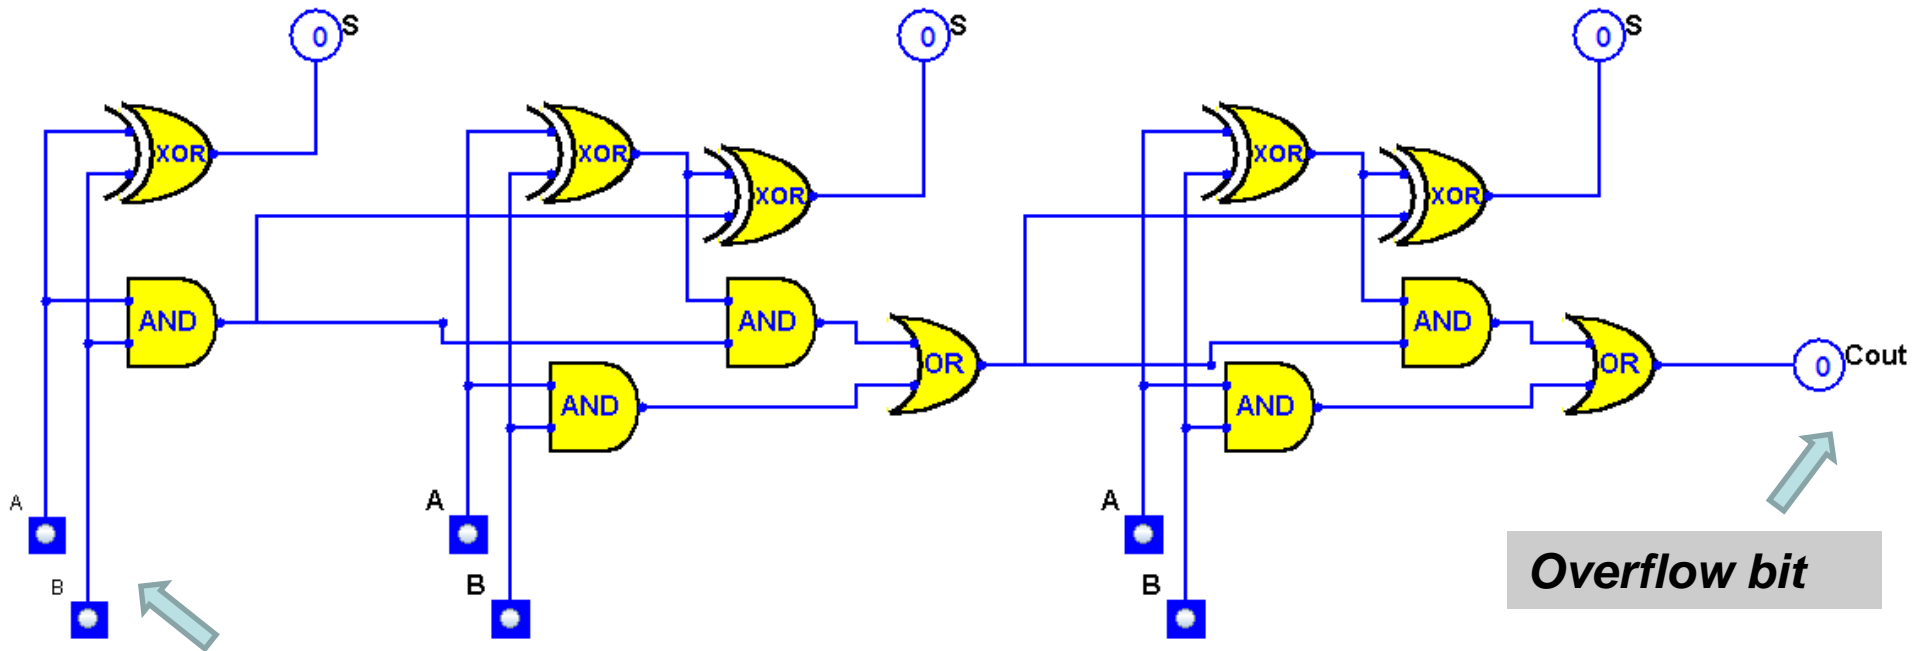 0 S
0 S
0 S
XOR
XOR
XOR
XOR
XOR
AND
AND
AND
AND
AND
OR
OR
0 Cout
A
A
A
B
B
B
Overflow bit